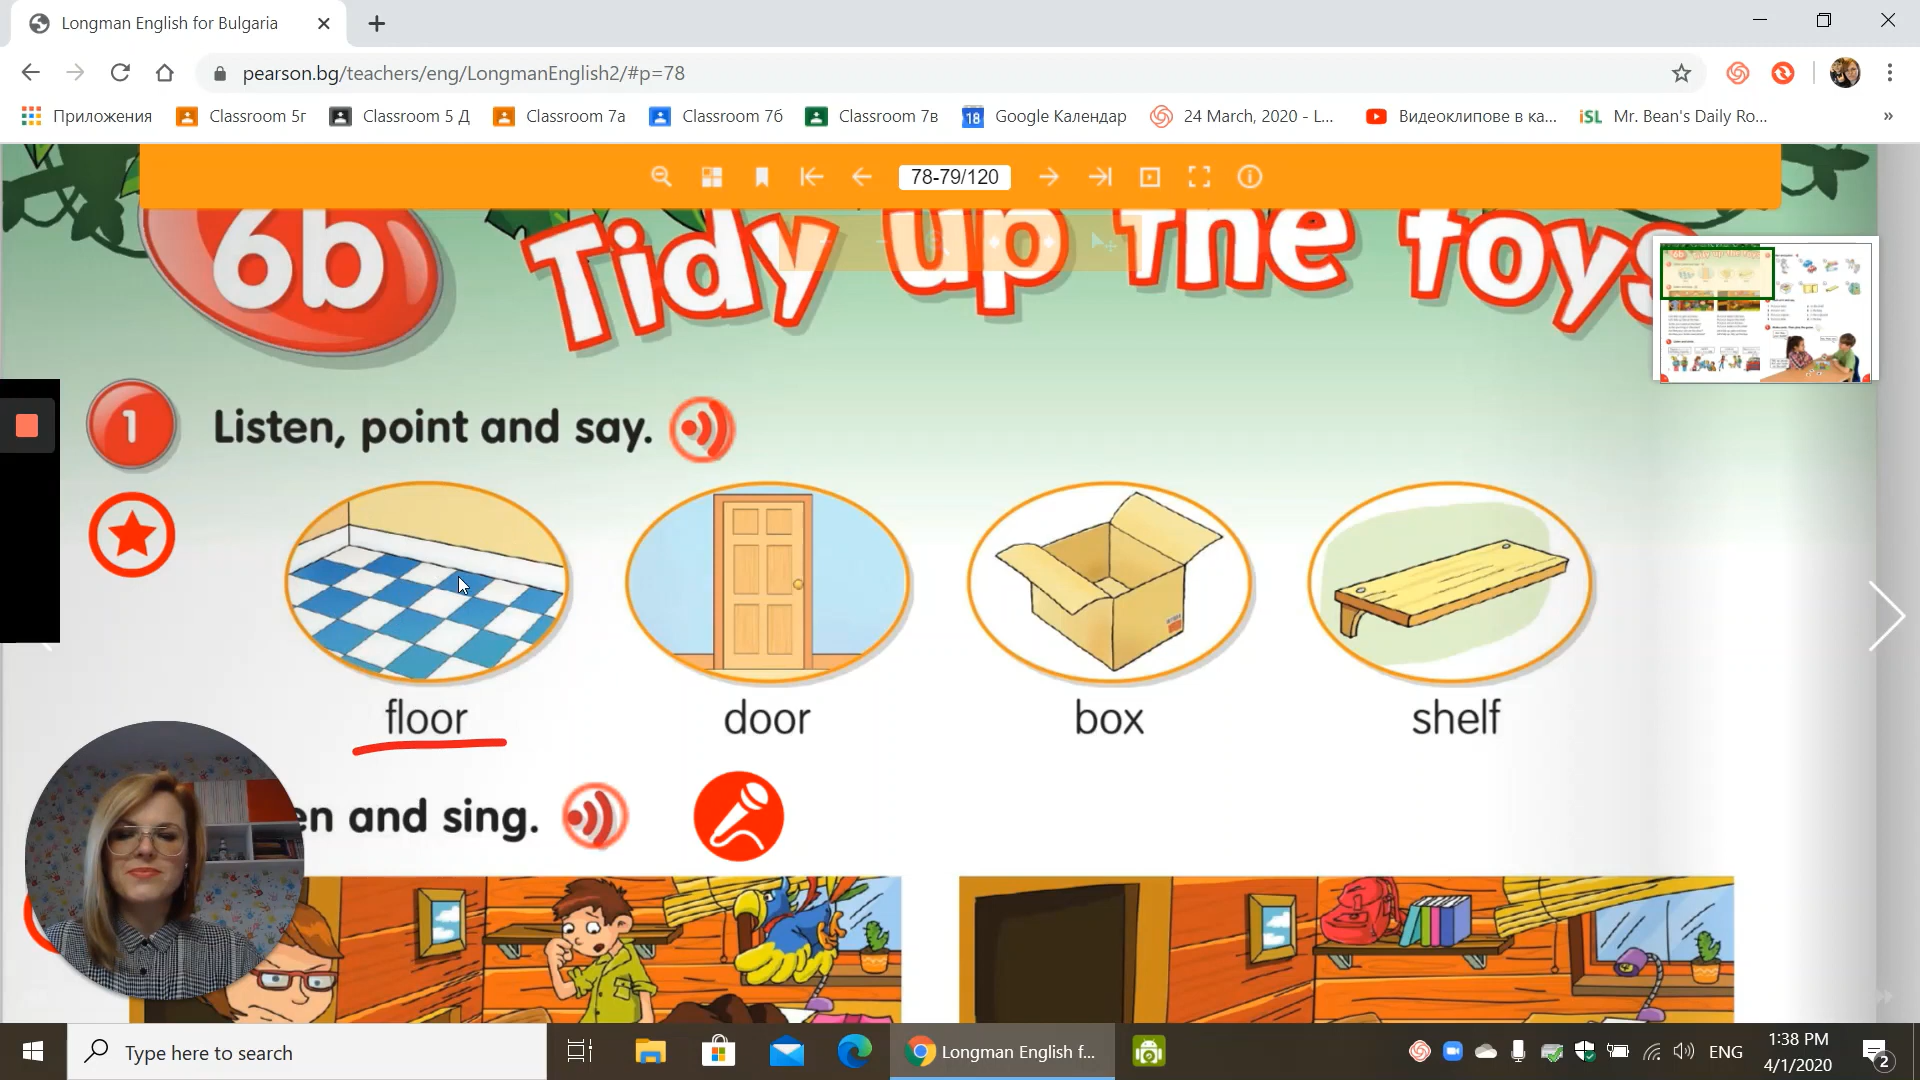 Longman English for Bulgaria
pearson.bg/teachers/eng/LongmanEnglish2/#p=78
Приложения
Classroom 5г
Classroom 5 Д
Classroom 7а
Classroom 7б
Classroom 7в
18
Google Календар
24 March, 2020 - L...
Видеоклипове в ка...
iSL
Mr. Bean's Daily Ro...
»
78-79/120
6b
Tidy up the toys
1
Listen, point and say.
floor
door
box
shelf
en and sing.
Type here to search
Longman English f...
ENG
1:38 PM
4/1/2020
2